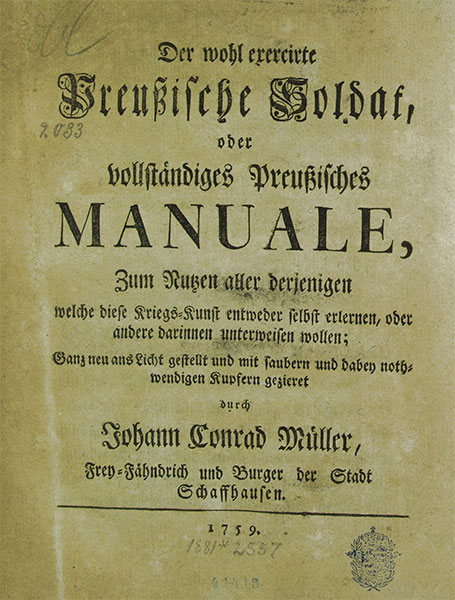 Der wohl exercirte
Preußische Soldat,
2033
oder
vollständiges Preußisches
MANUALE,
Zum Nutzen aller derjenigen
welche diese Kriegs-Kunst entweder selbst erlernen, oder
andere darinnen unterweisen wollen;
Ganz neu ans Licht gestellt und mit saubern und dabey noth-
wendigen Kupfern gezieret
durch
Johann Conrad Müller,
Frey-Fähndrich und Burger der Stadt
Schaffhausen.
1759.
1881 * 2557